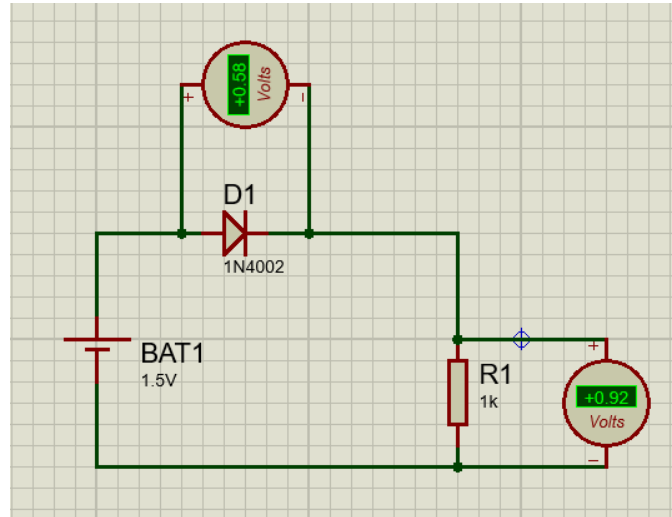 +0.58
Volts
+
−
D1
1N4002
BAT1
1.5V
R1
1k
+
+0.92
Volts
−